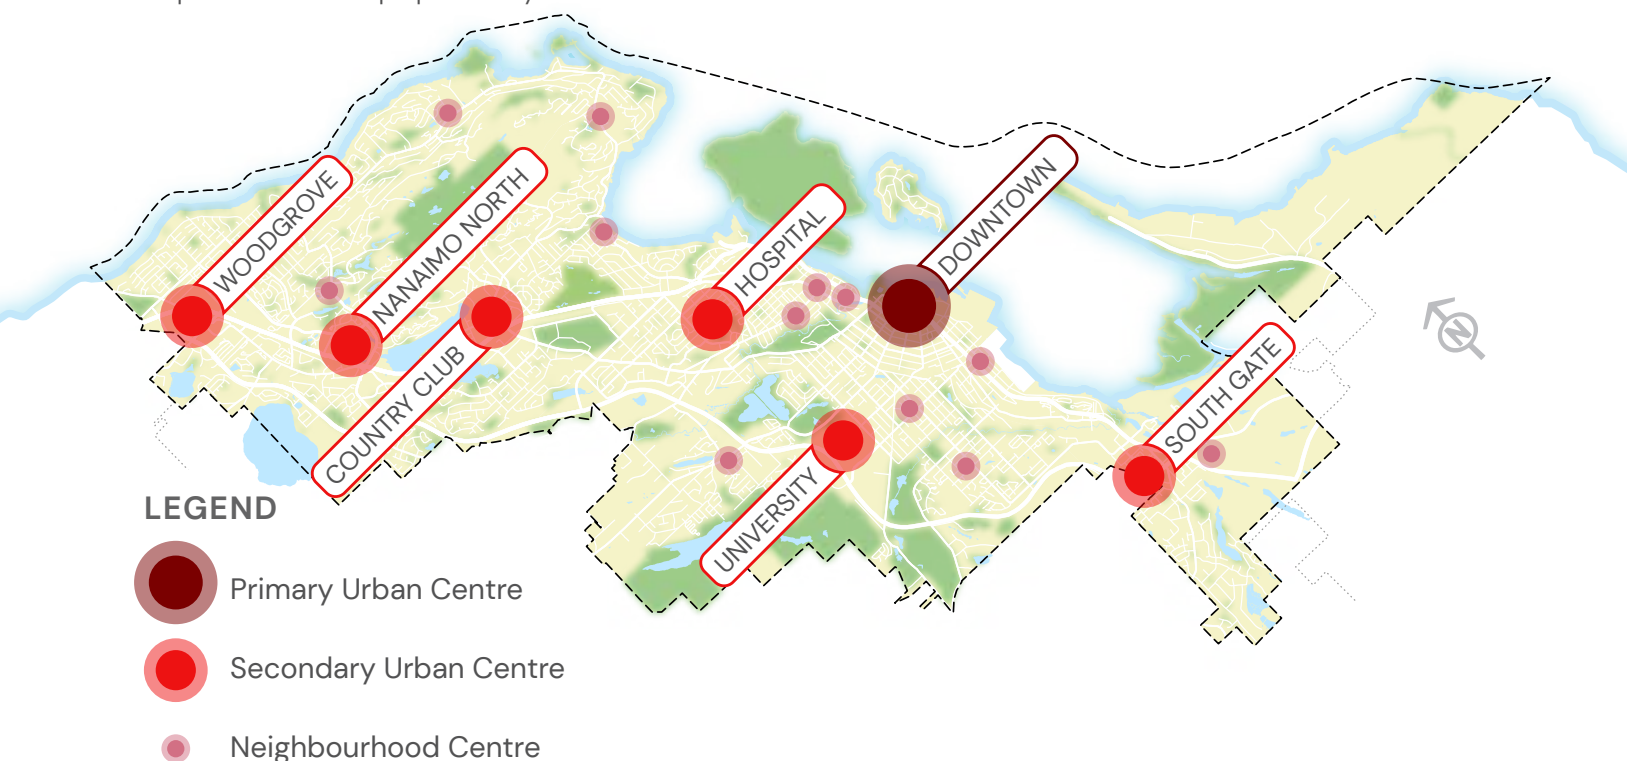 WOODGROVE
NANAIMO NORTH
COUNTRY CLUB
HOSPITAL
DOWNTOWN
UNIVERSITY
SOUTH GATE
N
LEGEND
Primary Urban Centre
Secondary Urban Centre
Neighbourhood Centre